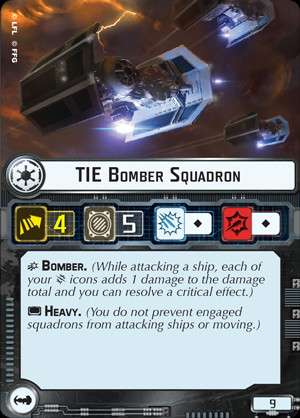 LFL © FFG
TIE Bomber Squadron
4
5
Bomber. (While attacking a ship, each of
your icons adds 1 damage to the damage
total and you can resolve a critical effect.)
Heavy. (You do not prevent engaged
squadrons from attacking ships or moving.)
9